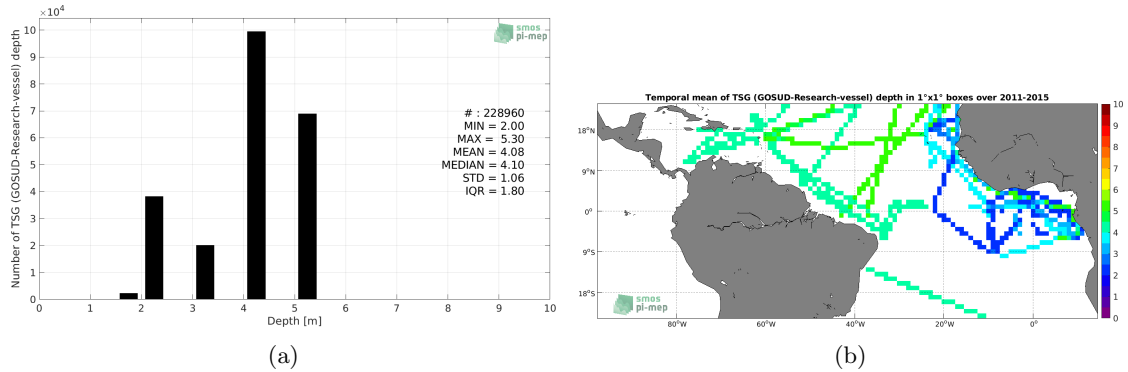 ×10⁴
10
9
8
7
6
5
4
3
2
1
0
Number of TSG (GOSUD-Research-vessel) depth
smos
pi-mep
# : 228960
MIN = 2.00
MAX = 5.30
MEAN = 4.08
MEDIAN = 4.10
STD = 1.06
IQR = 1.80
0 1 2 3 4 5 6 7 8 9 10
Depth [m]
(a)
Temporal mean of TSG (GOSUD-Research-vessel) depth in 1°x1° boxes over 2011-2015
18°N
9°N
0°
9°S
18°S
smos
pi-mep
80°W 60°W 40°W 20°W 0°
10
9
8
7
6
5
4
3
2
1
0
(b)